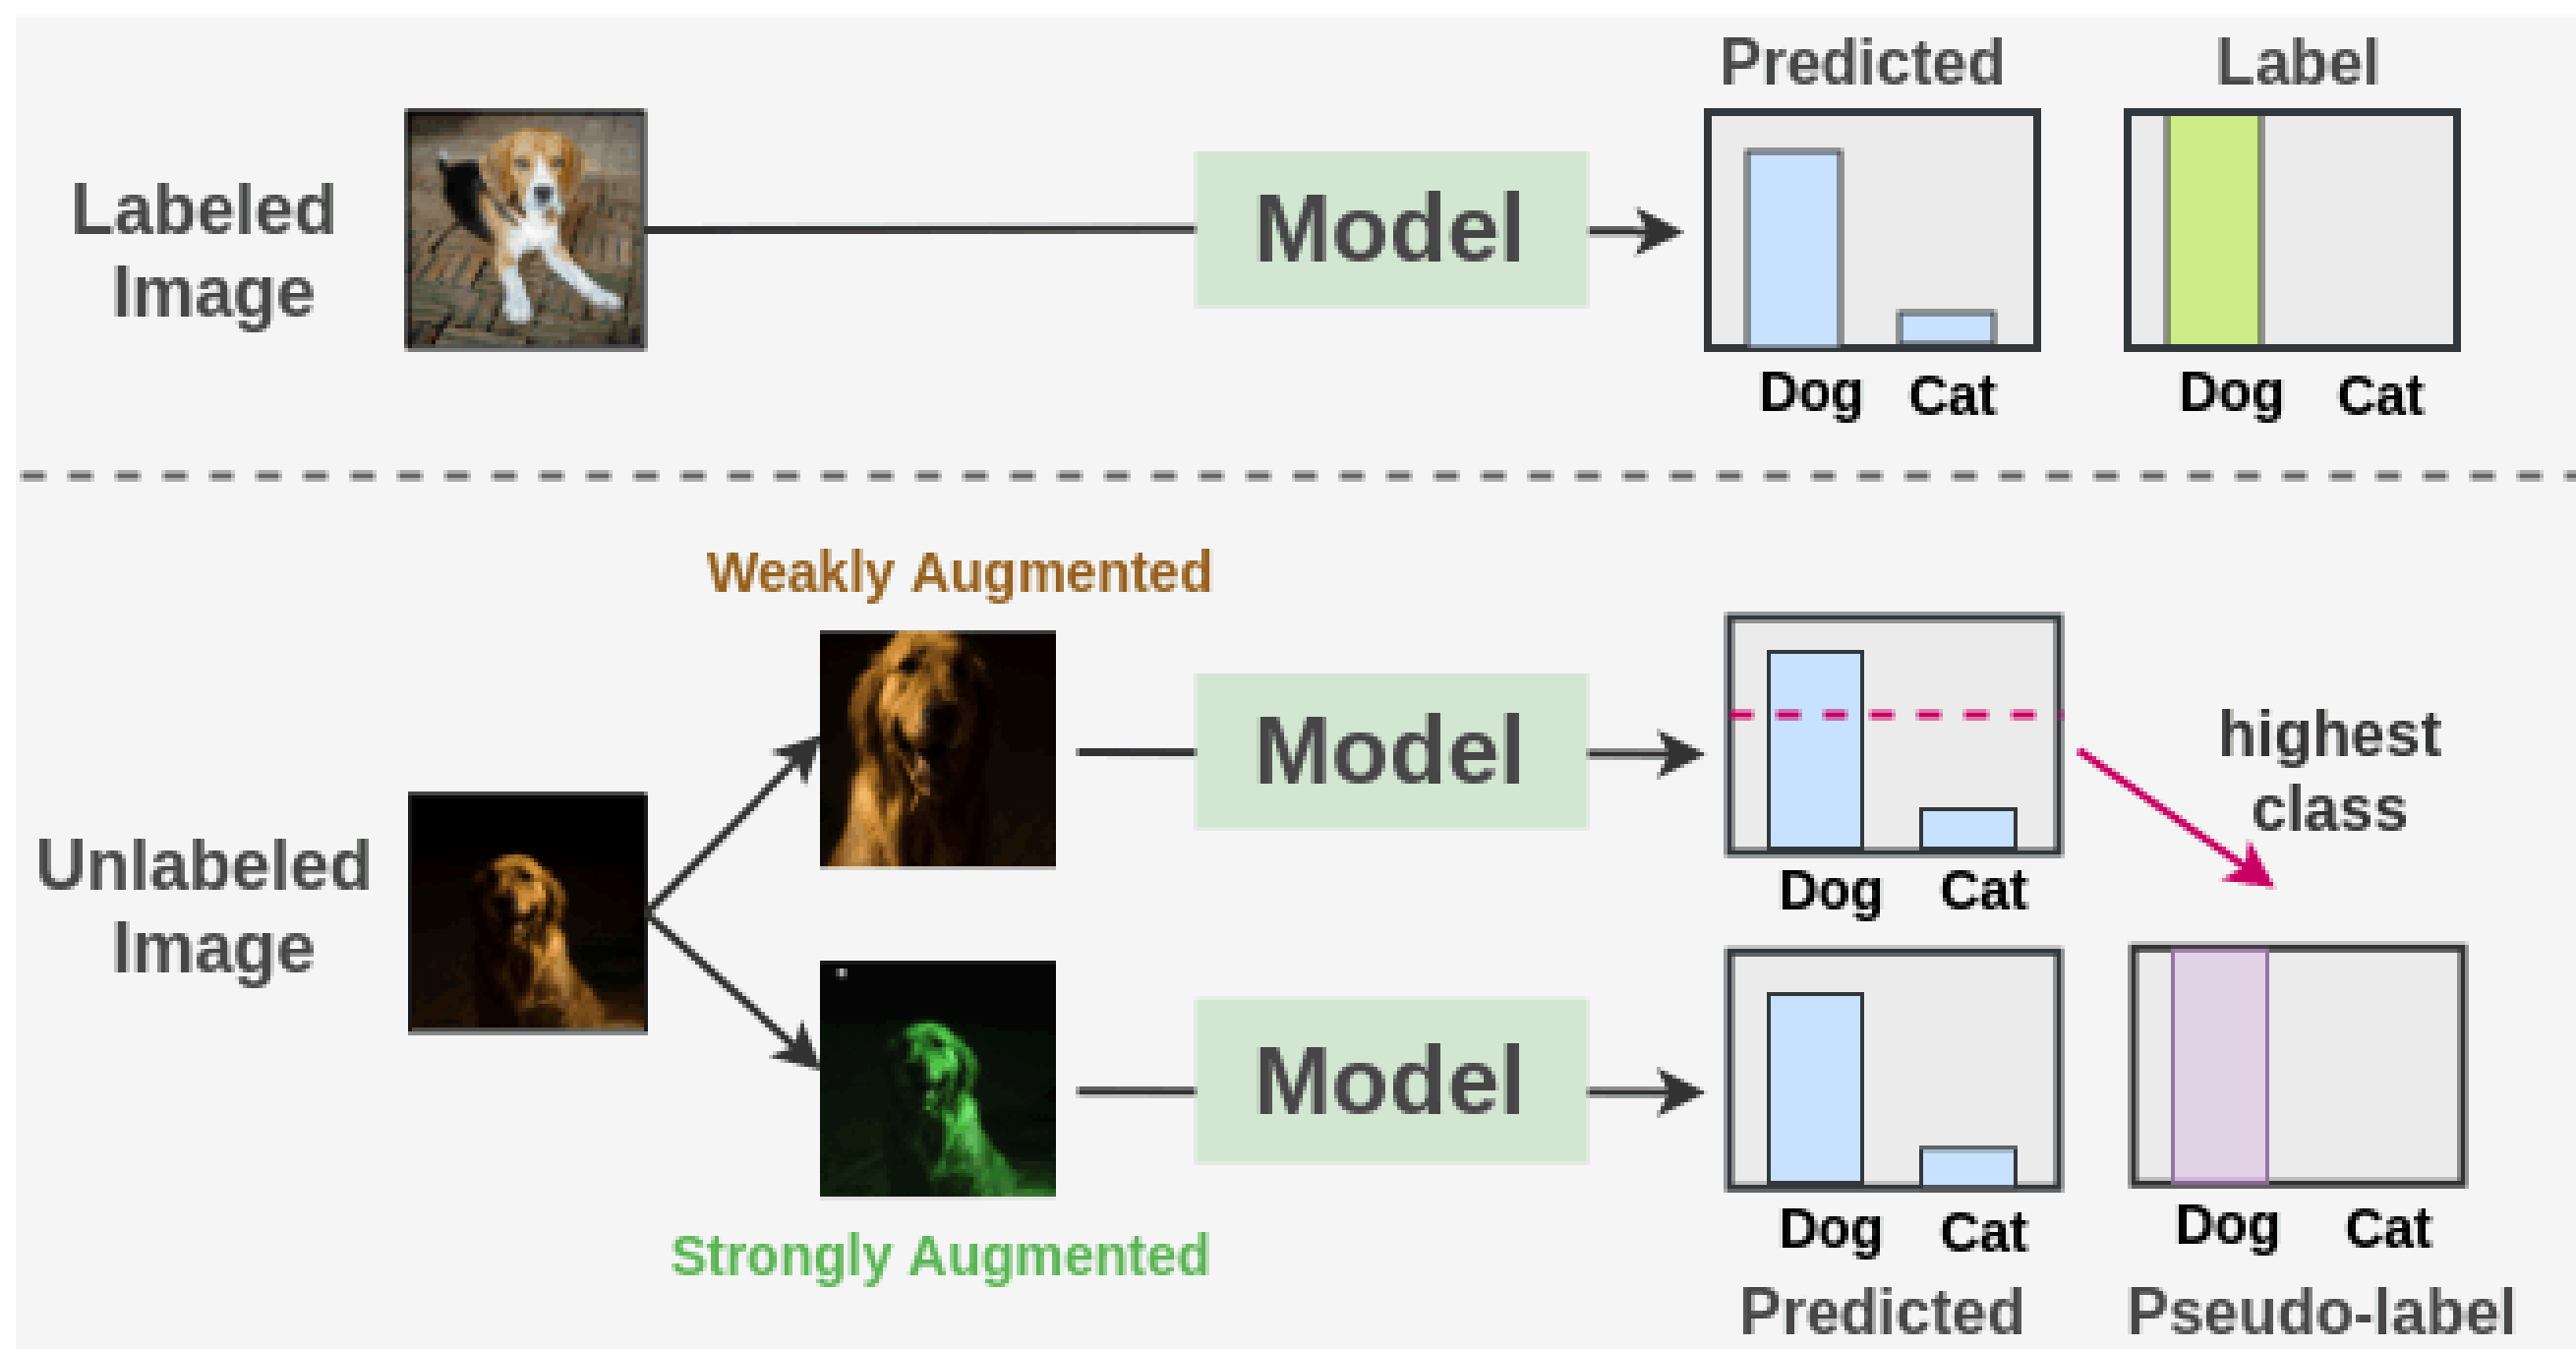 Predicted
Label
Labeled
Image
Model
Dog
Cat
Dog
Cat
Weakly Augmented
Model
highest
class
Dog
Cat
Unlabeled
Image
Model
Dog
Cat
Dog
Cat
Strongly Augmented
Predicted
Pseudo-label